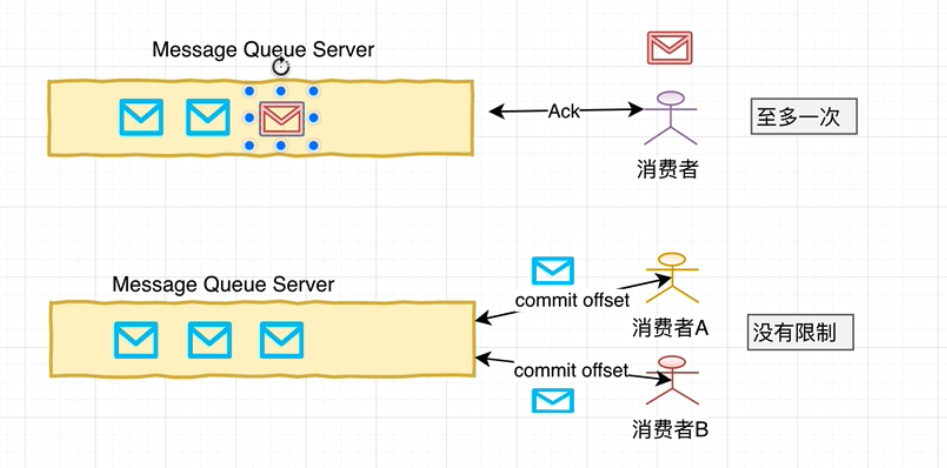 Message Queue Server
Ack
至多一次
消费者
Message Queue Server
commit offset
消费者A
没有限制
commit offset
消费者B